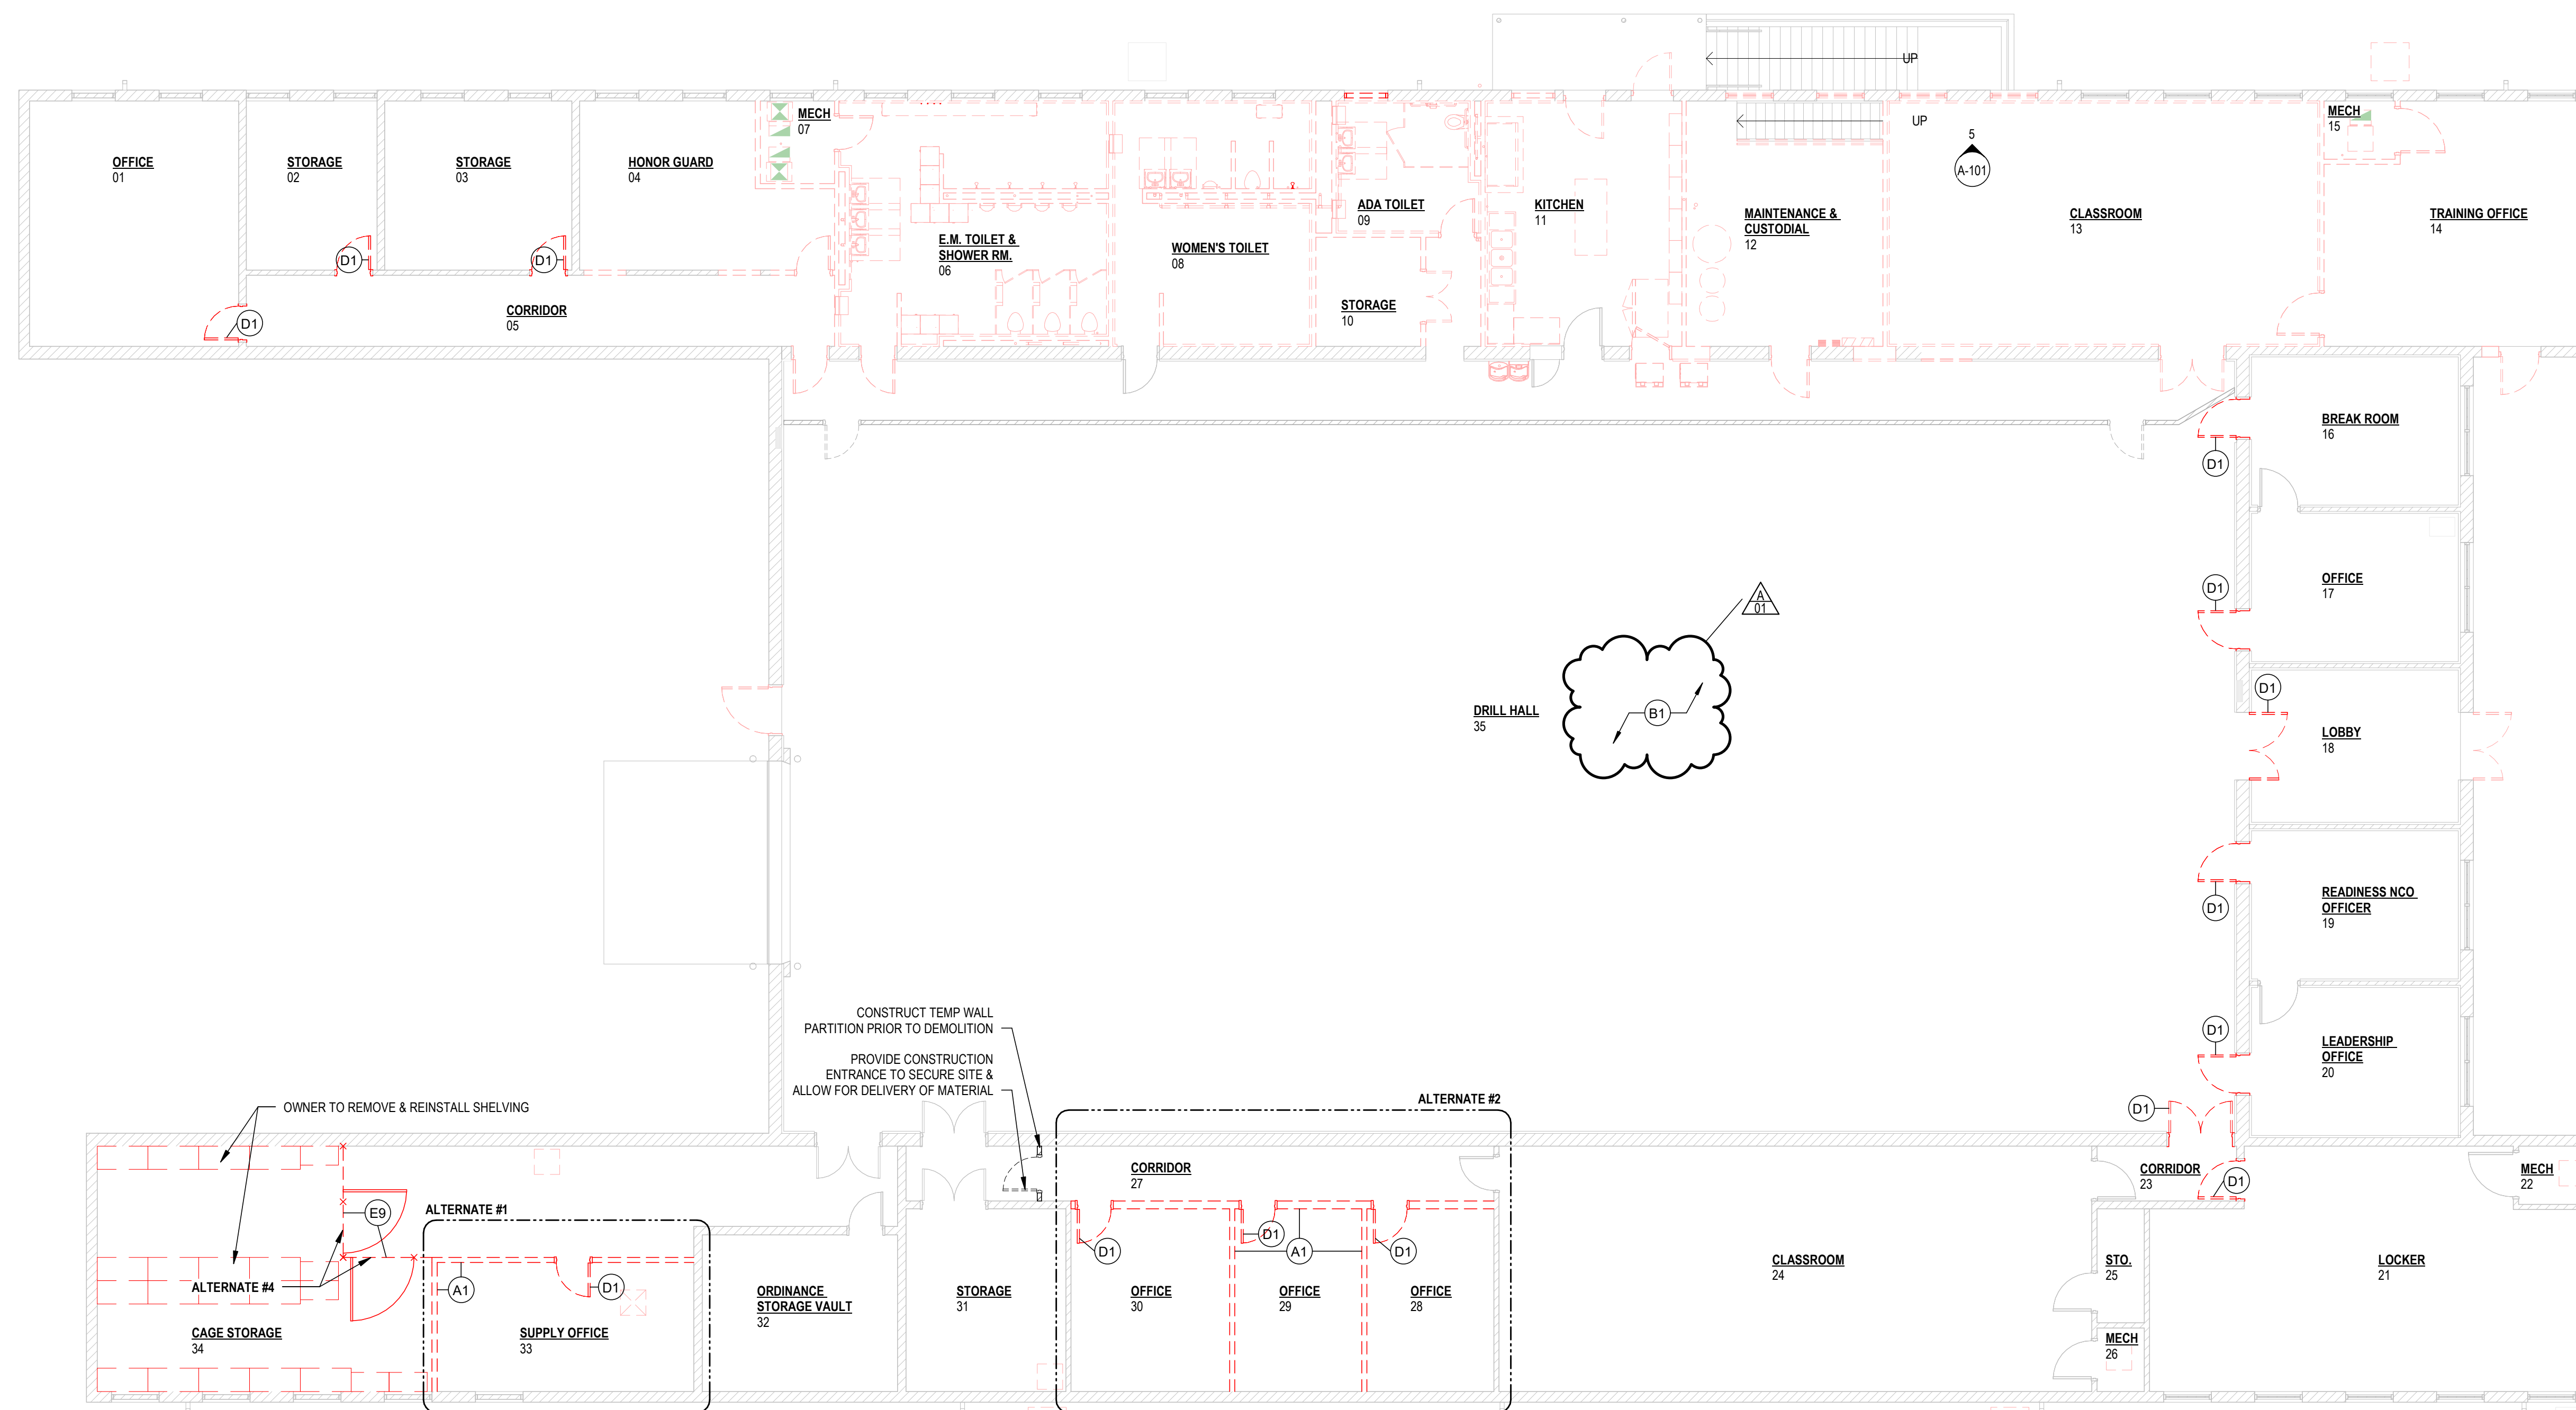 UP
UP
5
A-101
MECH
07
MECH
15
OFFICE
01
STORAGE
02
STORAGE
03
HONOR GUARD
04
E.M. TOILET &
SHOWER RM.
06
WOMEN'S TOILET
08
ADA TOILET
09
STORAGE
10
KITCHEN
11
MAINTENANCE &
CUSTODIAL
12
CLASSROOM
13
TRAINING OFFICE
14
D1
D1
D1
CORRIDOR
05
BREAK ROOM
16
D1
OFFICE
17
D1
A
01
B1
DRILL HALL
35
D1
LOBBY
18
READINESS NCO
OFFICER
19
D1
D1
LEADERSHIP
OFFICE
20
CONSTRUCT TEMP WALL
PARTITION PRIOR TO DEMOLITION
PROVIDE CONSTRUCTION
ENTRANCE TO SECURE SITE &
ALLOW FOR DELIVERY OF MATERIAL
ALTERNATE #2
OWNER TO REMOVE & REINSTALL SHELVING
D1
CORRIDOR
27
CORRIDOR
23
D1
MECH
22
ALTERNATE #1
E9
ALTERNATE #4
A1
D1
D1
D1
A1
D1
CAGE STORAGE
34
SUPPLY OFFICE
33
ORDINANCE
STORAGE VAULT
32
STORAGE
31
OFFICE
30
OFFICE
29
OFFICE
28
CLASSROOM
24
STO.
25
MECH
26
LOCKER
21